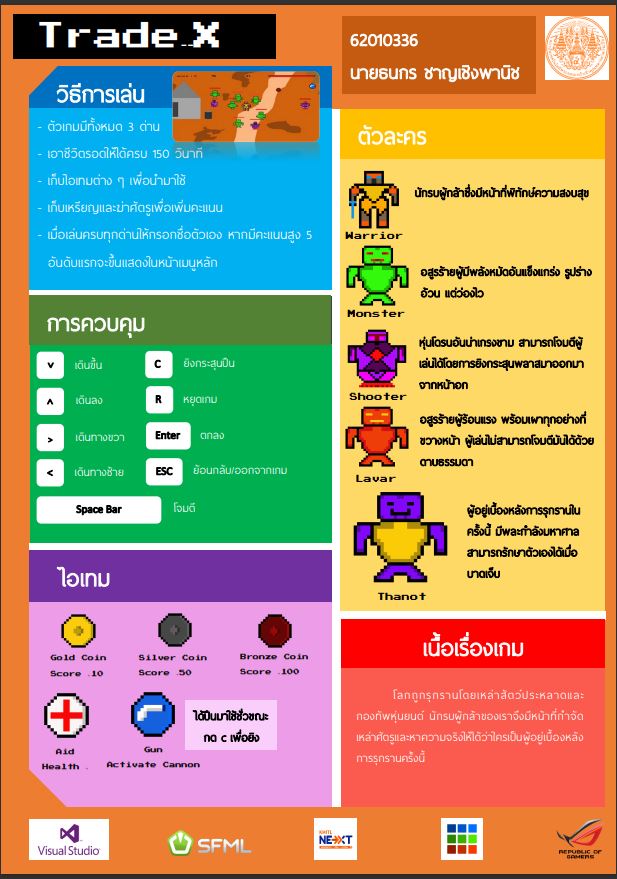 Trade_X
62010336
นายธนกร ชาญเชิงพานิช
วิธีการเล่น
- ตัวเกมมีทั้งหมด 3 ด่าน
- เอาชีวิตรอดให้ได้ครบ 150 วินาที
- เก็บไอเทมต่าง ๆ เพื่อนำมาใช้
- เก็บเหรียญและฆ่าศัตรูเพื่อเพิ่มคะแนน
- เมื่อเล่นครบทุกด่านให้กรอกชื่อตัวเอง หากมีคะแนนสูง 5
อันดับแรกจะขึ้นแสดงในหน้าเมนูหลัก
การควบคุม
v เดินขึ้น
C ยิงกระสุนปืน
ʌ เดินลง
R หยุดเกม
> เดินทางขวา
Enter ตกลง
< เดินทางซ้าย
ESC ย้อนกลับ/ออกจากเกม
Space Bar โจมตี
ไอเทม
Gold Coin
Score .10
Silver Coin
Score .50
Bronze Coin
Score .100
Aid
Health .
Gun
Activate Cannon
ได้ปืนมาใช้ชั่วขณะ
กด c เพื่อยิง
ตัวละคร
นักรบผู้กล้าซึ่งมีหน้าที่พิทักษ์ความสงบสุข
Warrior
อสูรร้ายผู้มีพลังหมัดอันแข็งแกร่ง รูปร่าง
อ้วน แต่ว่องไว
Monster
หุ่นโดรนอันน่าเกรงขาม สามารถโจมตีผู้
เล่นได้โดยการยิงกระสุนพลาสมาออกมา
จากหน้าอก
Shooter
อสูรร้ายผู้ร้อนแรง พร้อมเผาทุกอย่างที่
ขวางหน้า ผู้เล่นไม่สามารถโจมตีมันได้ด้วย
ดาบธรรมดา
Lavar
ผู้อยู่เบื้องหลังการรุกรานใน
ครั้งนี้ มีพละกำลังมหาศาล
สามารถรักษาตัวเองได้เมื่อ
บาดเจ็บ
Thanot
เนื้อเรื่องเกม
โลกถูกรุกรานโดยเหล่าสัตว์ประหลาดและ
กองทัพหุ่นยนต์ นักรบผู้กล้าของเราจึงมีหน้าที่กำจัด
เหล่าศัตรูและหาความจริงให้ได้ว่าใครเป็นผู้อยู่เบื้องหลัง
การรุกรานครั้งนี้
Visual Studio
SFML
KMITL
NEXT
REPUBLIC OF
GAMERS